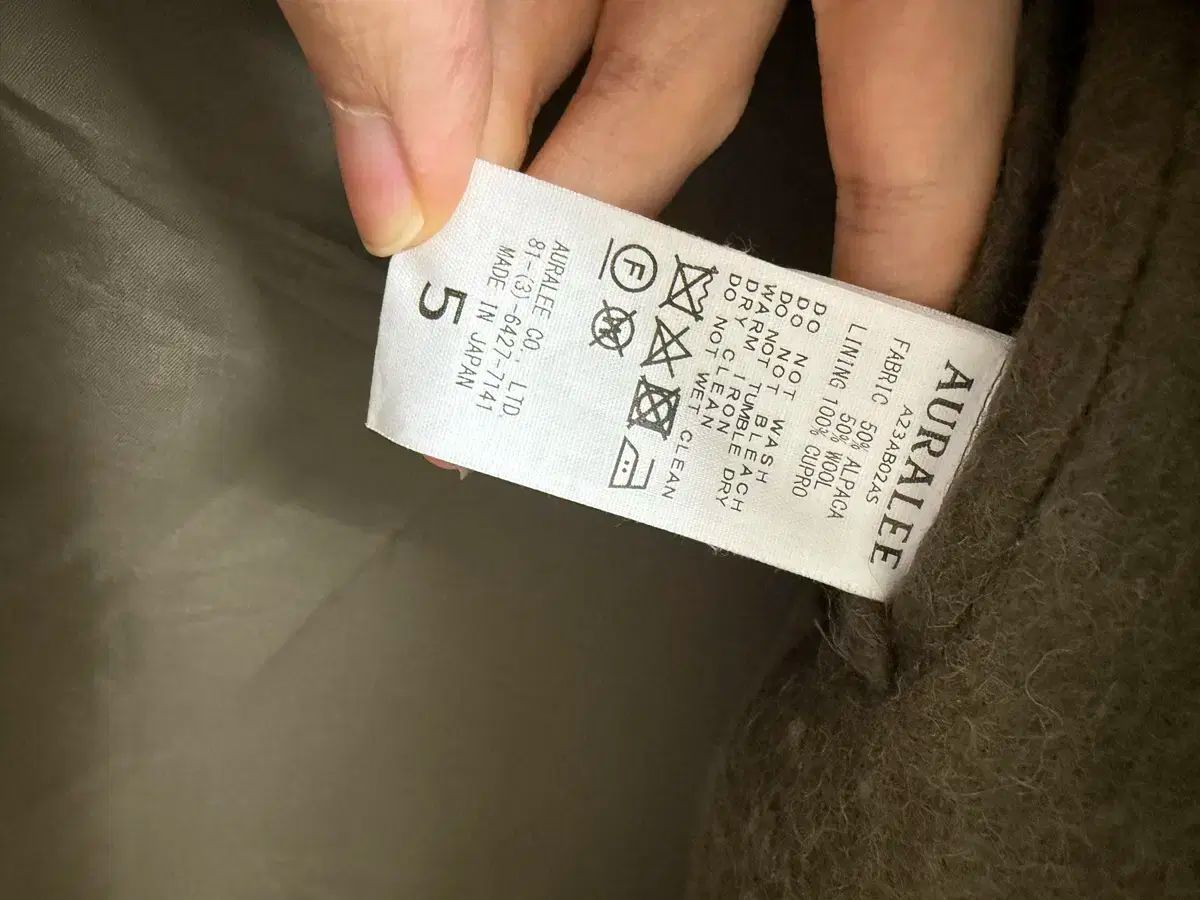 AURALEE
A23AB02AS
FABRIC 50% ALPACA
50% WOOL
LINING 100% CUPRO
DO NOT WASH
DO NOT BLEACH
DO NOT TUMBLE DRY
WARM IRON
DRY CLEAN
DO NOT WET CLEAN
F
W
AURALEE CO., LTD.
81-(3)-6427-7141
MADE IN JAPAN
5